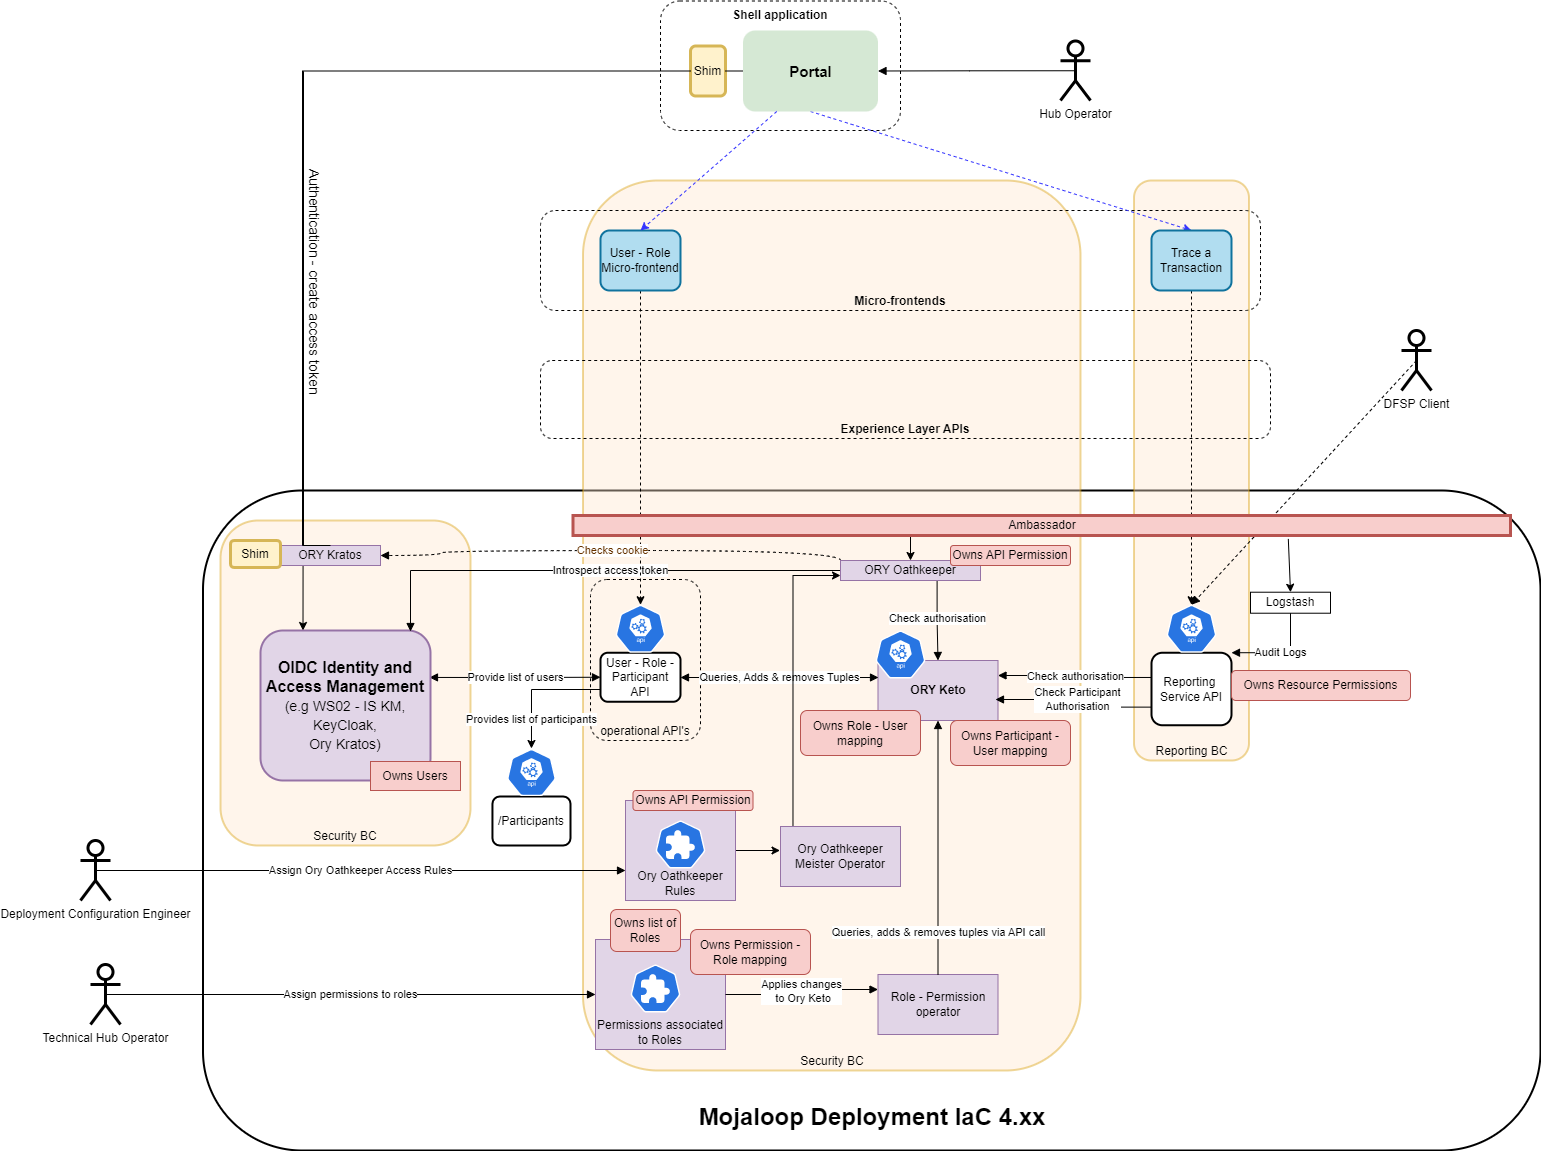 Shell application
Shim
Portal
Hub Operator
Authentication - create access token
User - Role
Micro-frontend
Trace a
Transaction
Micro-frontends
DFSP Client
Experience Layer APIs
Ambassador
Shim
ORY Kratos
Checks cookie
Owns API Permission
Introspect access token
ORY Oathkeeper
Logstash
Check authorisation
api
api
api
Audit Logs
OIDC Identity and
Access Management
(e.g WS02 - IS KM,
KeyCloak,
Ory Kratos)
Provide list of users
User - Role -
Participant
API
Queries, Adds & removes Tuples
ORY Keto
Check authorisation
Check Participant
Authorisation
Reporting
Service API
Owns Resource Permissions
Provides list of participants
operational API's
Owns Role - User
mapping
Owns Participant -
User mapping
Reporting BC
Owns Users
api
/Participants
Security BC
Owns API Permission
Ory Oathkeeper
Rules
Ory Oathkeeper
Meister Operator
Assign Ory Oathkeeper Access Rules
Deployment Configuration Engineer
Owns list of
Roles
Owns Permission -
Role mapping
Queries, adds & removes tuples via API call
Assign permissions to roles
Applies changes
to Ory Keto
Role - Permission
operator
Permissions associated
to Roles
Technical Hub Operator
Security BC
Mojaloop Deployment IaC 4.xx